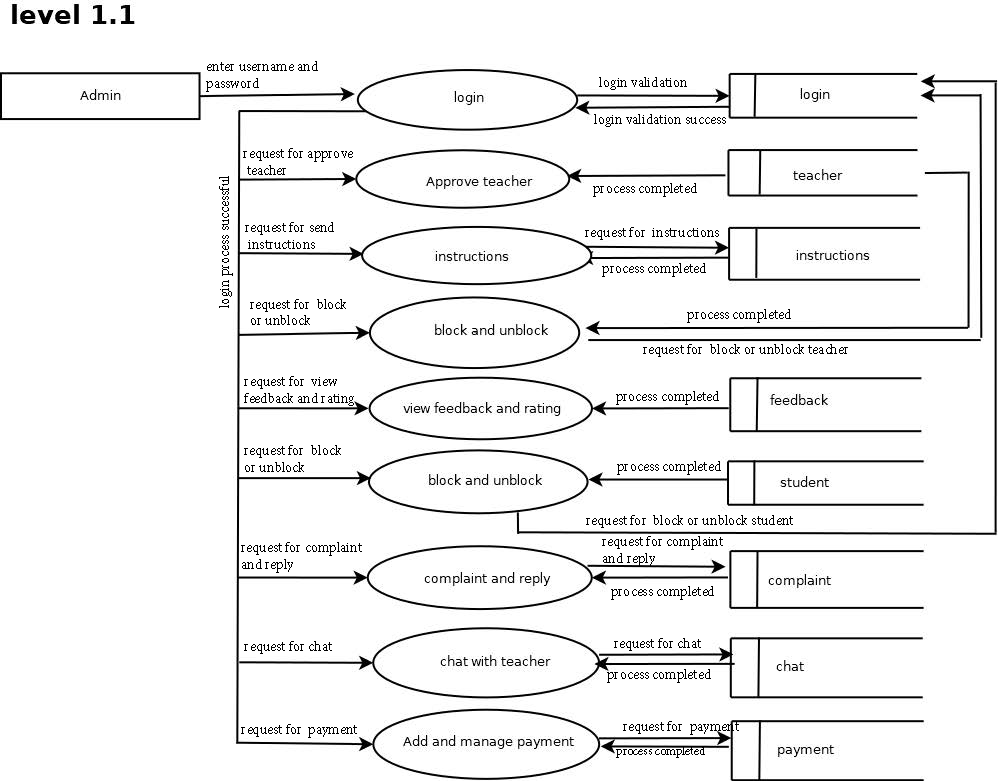 level 1.1
enter username and
password
Admin
login
login validation
login validation success
login
request for approve
teacher
Approve teacher
process completed
teacher
login process successful
request for send
instructions
instructions
request for instructions
process completed
instructions
request for block
or unblock
block and unblock
process completed
request for block or unblock teacher
request for view
feedback and rating
view feedback and rating
process completed
feedback
request for block
or unblock
block and unblock
process completed
student
request for block or unblock student
request for complaint
and reply
complaint and reply
request for complaint
and reply
process completed
complaint
request for chat
chat with teacher
request for chat
process completed
chat
request for payment
Add and manage payment
request for payment
process completed
payment